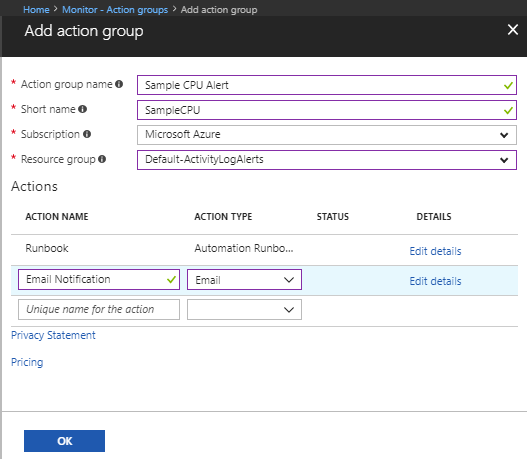 Home > Monitor - Action groups > Add action group
Add action group
* Action group name Sample CPU Alert
* Short name SampleCPU
* Subscription Microsoft Azure
* Resource group Default-ActivityLogAlerts
Actions
ACTION NAME ACTION TYPE STATUS DETAILS
Runbook Automation Runbo... Edit details
Email Notification Email Edit details
Unique name for the action
Privacy Statement
Pricing
OK